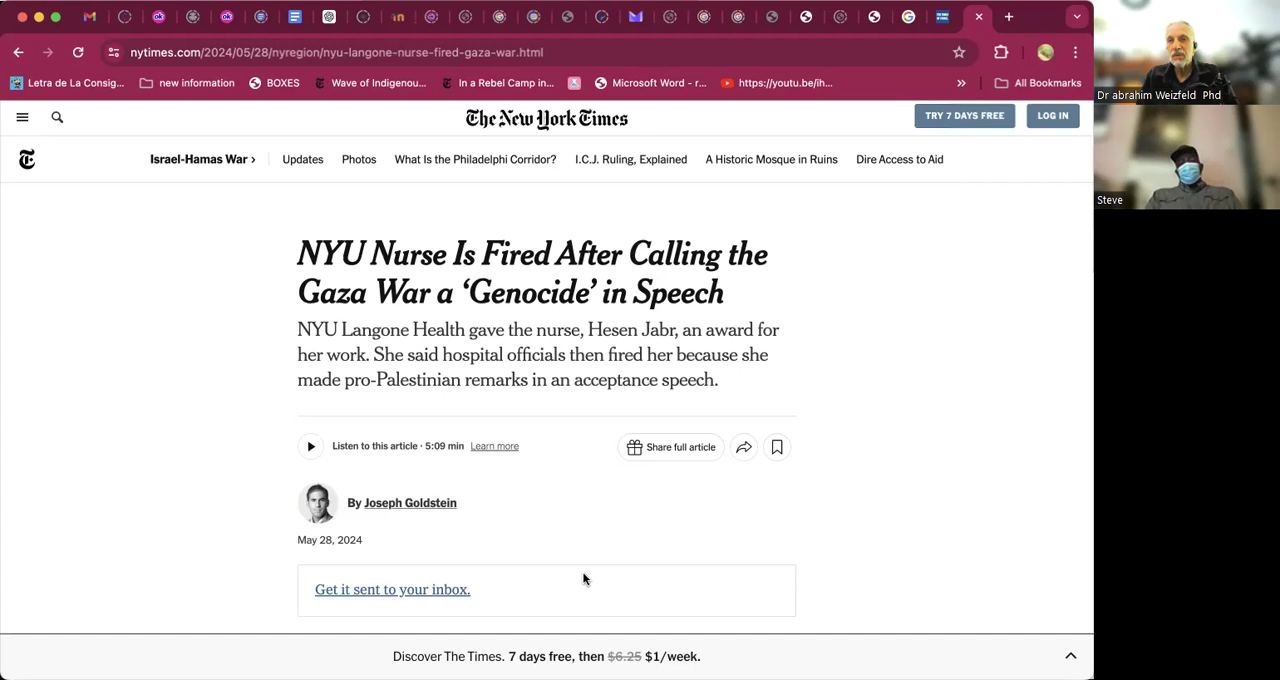 nytimes.com/2024/05/28/nyregion/nyu-langone-nurse-fired-gaza-war.html
Letra de La Consig... new information BOXES Wave of Indigenou... In a Rebel Camp in... Microsoft Word - r... https://youtu.be/ih... » All Bookmarks
The New York Times
TRY 7 DAYS FREE LOG IN
Israel-Hamas War › Updates Photos What Is the Philadelphi Corridor? I.C.J. Ruling, Explained A Historic Mosque in Ruins Dire Access to Aid
NYU Nurse Is Fired After Calling the
Gaza War a ‘Genocide’ in Speech
NYU Langone Health gave the nurse, Hesen Jabr, an award for
her work. She said hospital officials then fired her because she
made pro-Palestinian remarks in an acceptance speech.
Listen to this article · 5:09 min Learn more
Share full article
By Joseph Goldstein
May 28, 2024
Get it sent to your inbox.
Discover The Times. 7 days free, then $6.25 $1/week.
Dr abrahim Weizfeld Phd
Steve